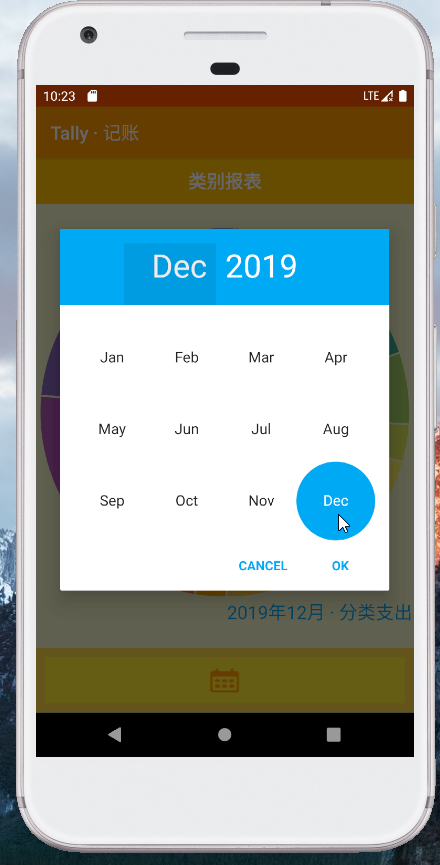 10:23 LTE
Tally · 记账
类别报表
Dec 2019
Jan Feb Mar Apr
May Jun Jul Aug
Sep Oct Nov Dec
CANCEL OK
2019年12月 · 分类支出